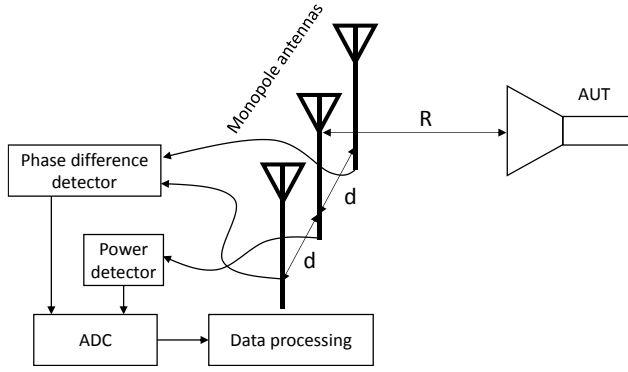 Monopole antennas
AUT
R
Phase difference
detector
d
d
Power
detector
ADC
Data processing